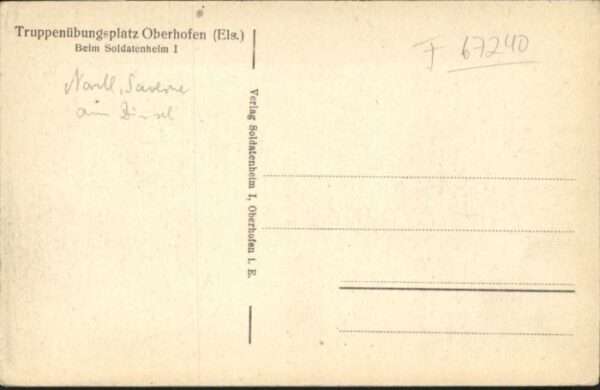 Truppenübungsplatz Oberhofen (Els.)
Beim Soldatenheim I
F 67240
Verlag Soldatenheim I, Oberhofen i. E.